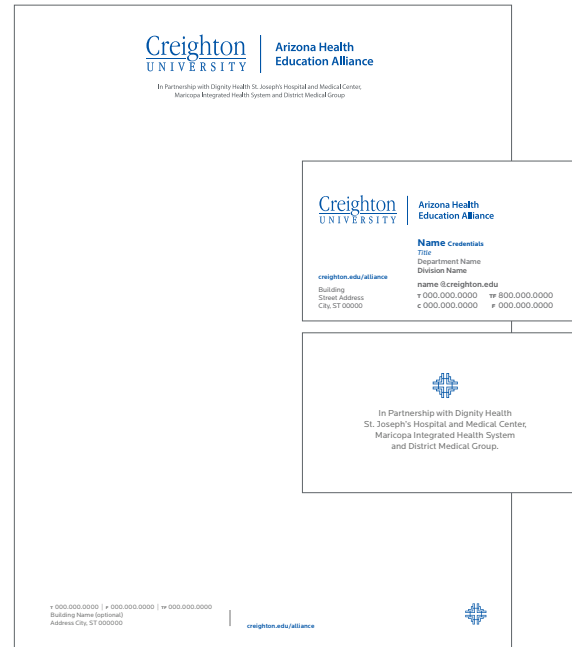 Creighton
UNIVERSITY
Arizona Health
Education Alliance
In Partnership with Dignity Health St. Joseph's Hospital and Medical Center,
Maricopa Integrated Health System and District Medical Group
Creighton
UNIVERSITY
Arizona Health
Education Alliance
Name Credentials
Title
Department Name
Division Name
creighton.edu/alliance
Building
Street Address
City, ST 00000
name @creighton.edu
T 000.000.0000 TF 800.000.0000
C 000.000.0000 F 000.000.0000
In Partnership with Dignity Health
St. Joseph's Hospital and Medical Center,
Maricopa Integrated Health System
and District Medical Group.
T 000.000.0000 | F 000.000.0000 | TF 000.000.0000
Building Name (optional)
Address City, ST 000000
creighton.edu/alliance